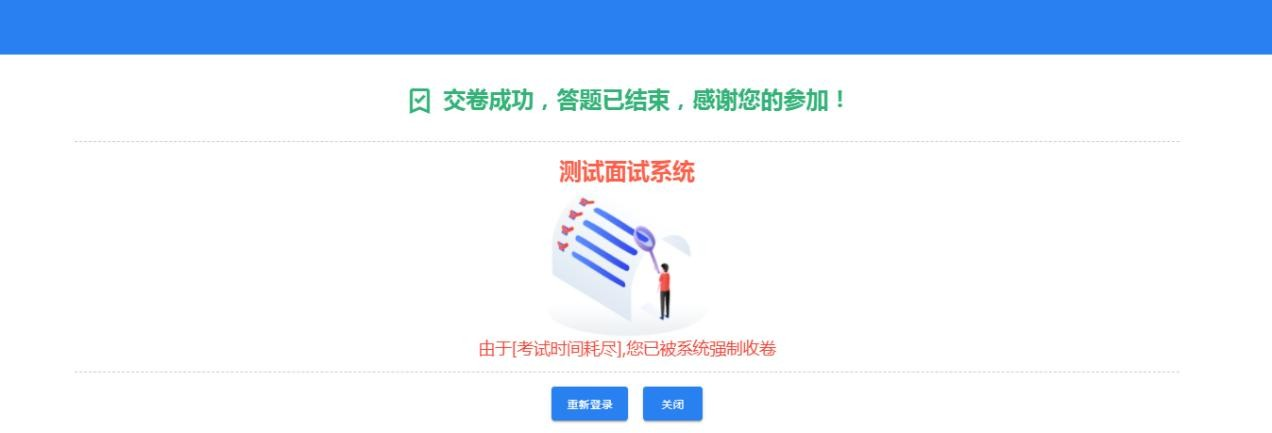 交卷成功，答题已结束，感谢您的参加！
测试面试系统
由于[考试时间耗尽],您已被系统强制收卷
重新登录
关闭